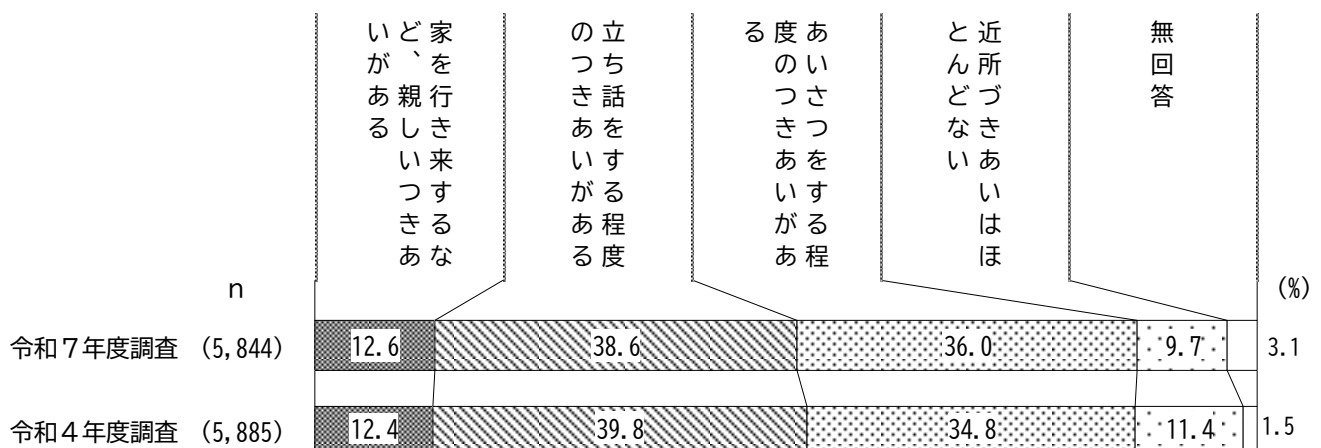 家を行き来するな
ど、親しいつきあ
いがある
立ち話をする程度
のつきあいがある
あいさつをする程
度のつきあいがあ
る
近所づきあいはほ
とんどない
無回答
n
(%)
令和７年度調査 (5,844) 12.6 38.6 36.0 9.7 3.1
令和４年度調査 (5,885) 12.4 39.8 34.8 11.4 1.5